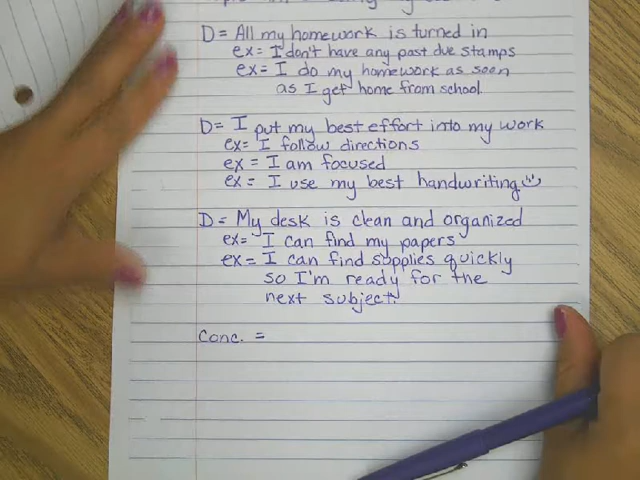 D = All my homework is turned in
ex = I don't have any past due stamps
ex = I do my homework as soon
as I get home from school
D = I put my best effort into my work
ex = I follow directions
ex = I am focused
ex = I use my best handwriting
D = My desk is clean and organized
ex = I can find my papers
ex = I can find supplies quickly
so I'm ready for the
next subject.
Conc. =